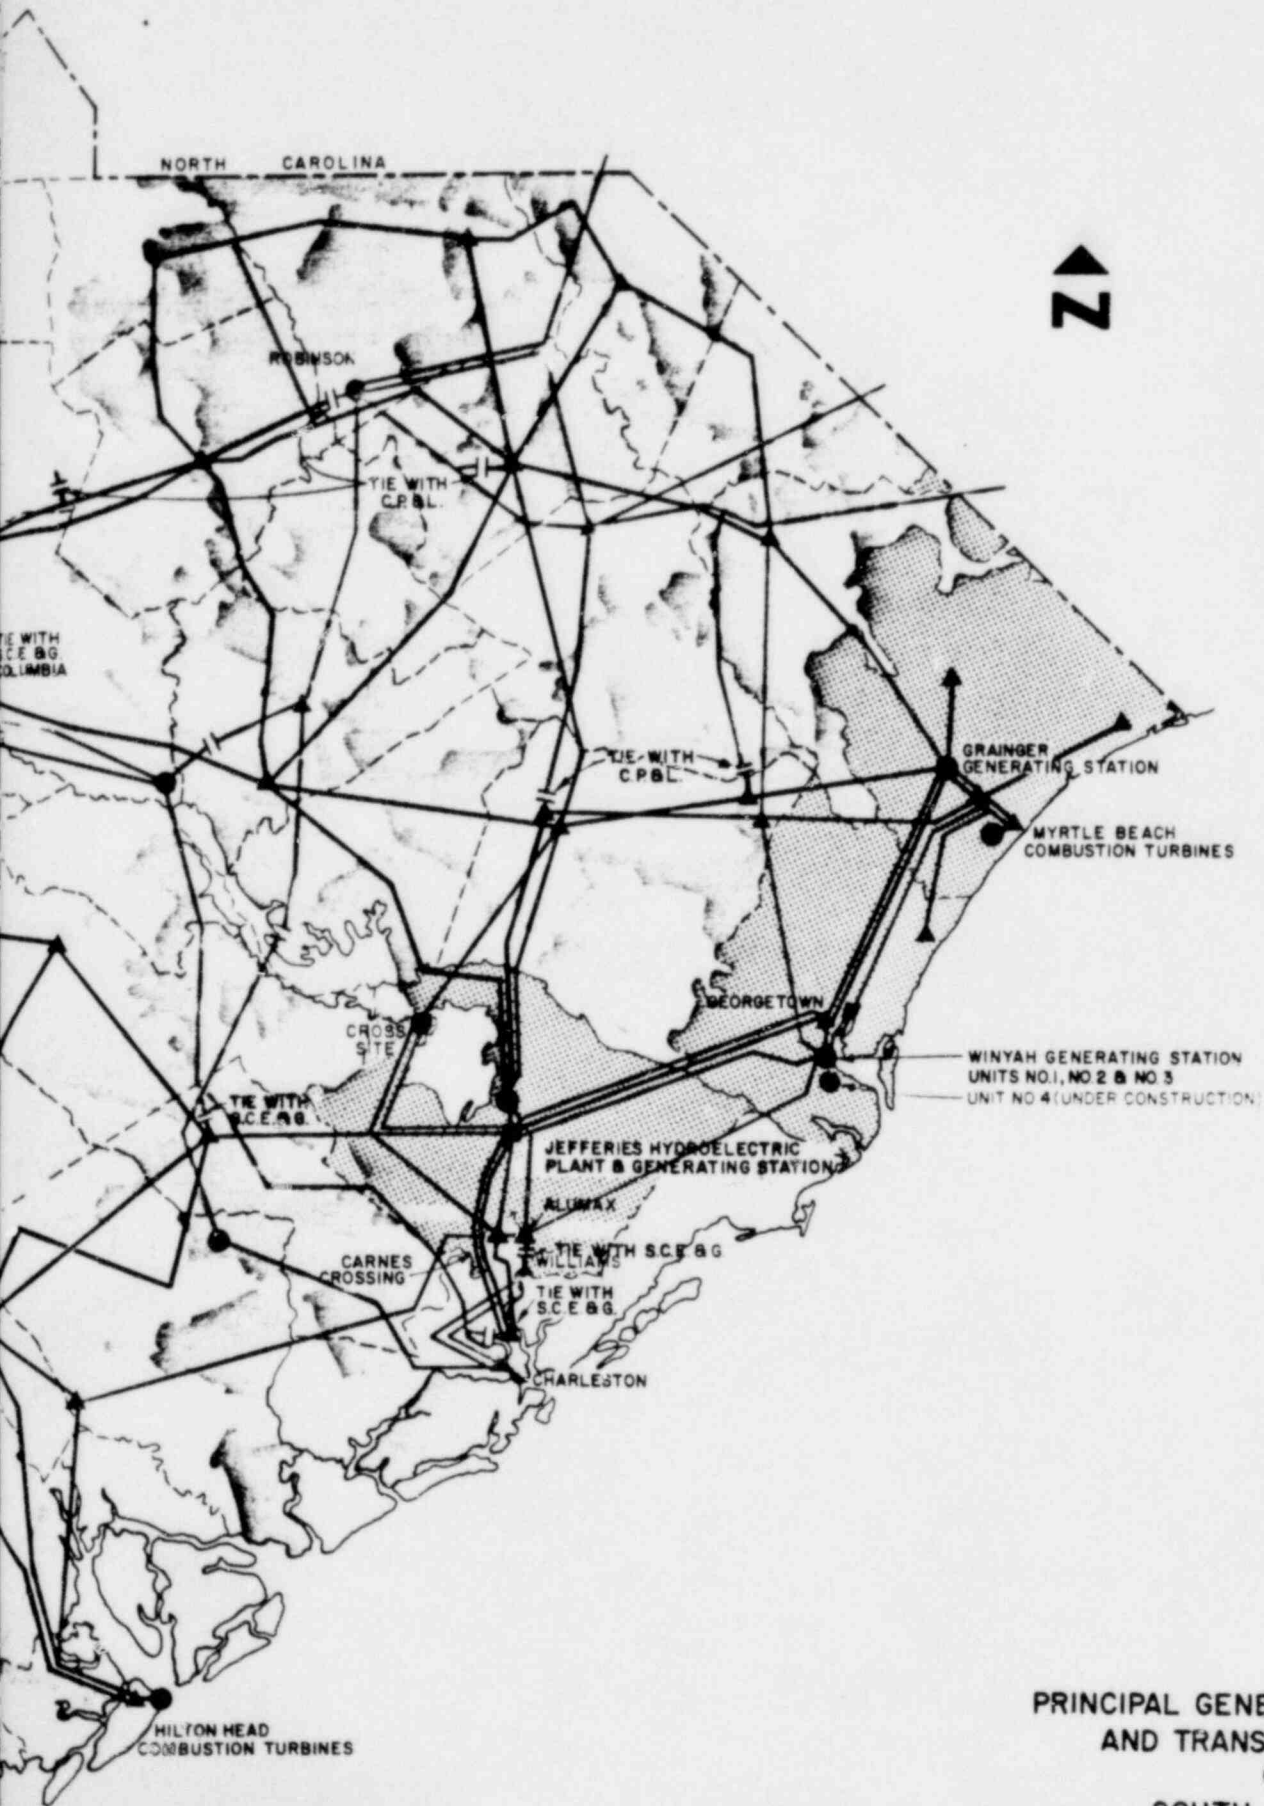 NORTH CAROLINA
N
ROBINSON
TIE WITH
C.P.&L.
TIE WITH
S.C.E.&G.
COLUMBIA
TIE WITH
C.P.&L.
GRAINGER
GENERATING STATION
MYRTLE BEACH
COMBUSTION TURBINES
GEORGETOWN
CROSS
SITE
WINYAH GENERATING STATION
UNITS NO.1, NO.2 & NO.3
UNIT NO 4 (UNDER CONSTRUCTION)
TIE WITH
S.C.E.&G.
JEFFERIES HYDROELECTRIC
PLANT & GENERATING STATION
ALUMAX
TIE WITH S.C.E.&G
WILLIAMS
CARNES
CROSSING
TIE WITH
S.C.E.&G.
CHARLESTON
HILTON HEAD
COMBUSTION TURBINES
PRINCIPAL GENE
AND TRANS
SOUTH